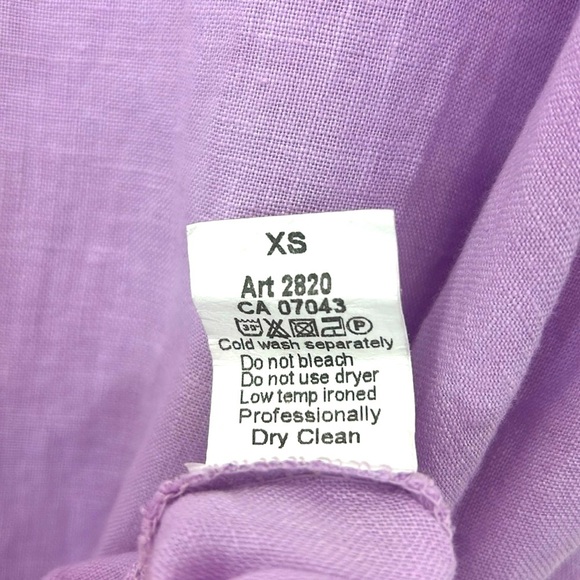 XS
Art 2820
CA 07043
30° P
Cold wash separately
Do not bleach
Do not use dryer
Low temp ironed
Professionally
Dry Clean